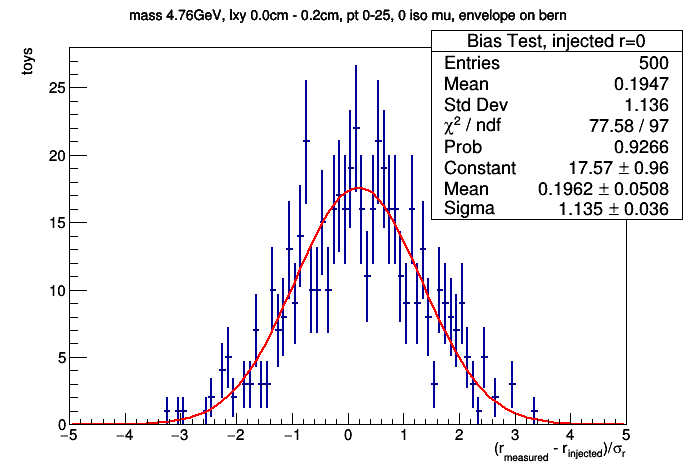 mass 4.76GeV, lxy 0.0cm - 0.2cm, pt 0-25, 0 iso mu, envelope on bern
toys
Bias Test, injected r=0
Entries 500
Mean 0.1947
Std Dev 1.136
χ² / ndf 77.58 / 97
Prob 0.9266
Constant 17.57 ± 0.96
Mean 0.1962 ± 0.0508
Sigma 1.135 ± 0.036
25
20
15
10
5
0
−5 −4 −3 −2 −1 0 1 2 3 4 5
(r_measured - r_injected)/σ_r